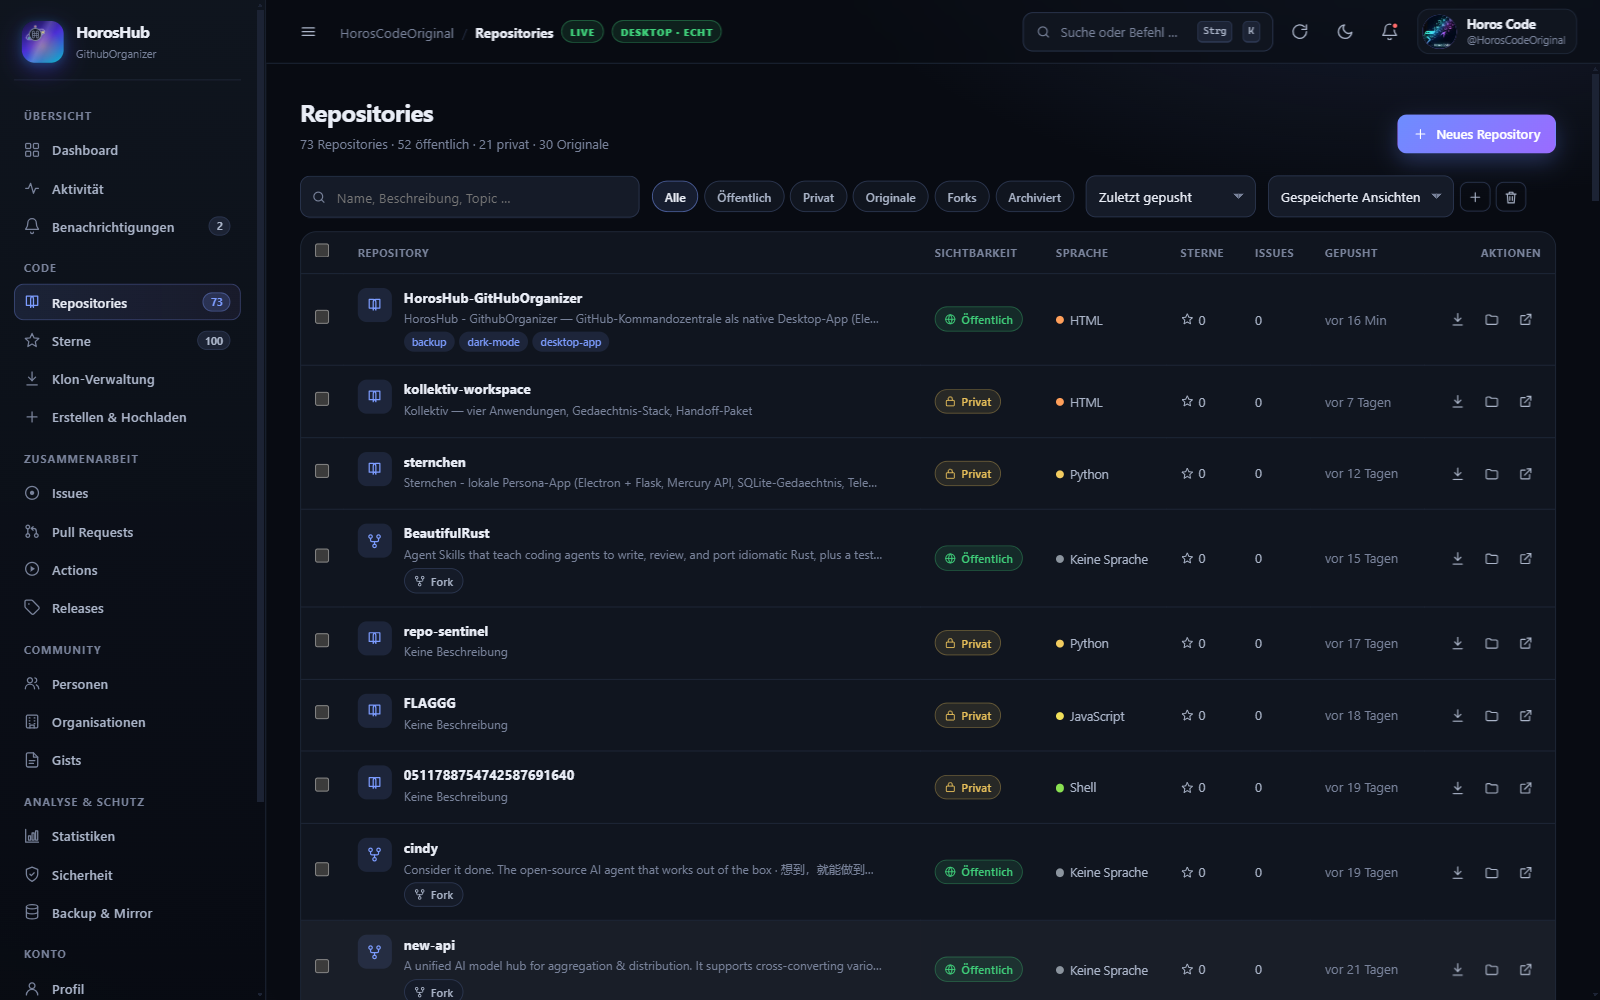 HorosHub
GithubOrganizer
HorosCodeOriginal / Repositories LIVE DESKTOP · ECHT
Suche oder Befehl ... Strg K
Horos Code
@HorosCodeOriginal
ÜBERSICHT
Dashboard
Aktivität
Benachrichtigungen 2
CODE
Repositories 73
Sterne 100
Klon-Verwaltung
Erstellen & Hochladen
ZUSAMMENARBEIT
Issues
Pull Requests
Actions
Releases
COMMUNITY
Personen
Organisationen
Gists
ANALYSE & SCHUTZ
Statistiken
Sicherheit
Backup & Mirror
KONTO
Profil
Repositories
73 Repositories · 52 öffentlich · 21 privat · 30 Originale
Neues Repository
Name, Beschreibung, Topic ... Alle Öffentlich Privat Originale Forks Archiviert Zuletzt gepusht Gespeicherte Ansichten
REPOSITORY SICHTBARKEIT SPRACHE STERNE ISSUES GEPUSHT AKTIONEN
HorosHub-GitHubOrganizer
HorosHub - GithubOrganizer — GitHub-Kommandozentrale als native Desktop-App (Ele...
backup dark-mode desktop-app
Öffentlich HTML 0 0 vor 16 Min
kollektiv-workspace
Kollektiv — vier Anwendungen, Gedaechtnis-Stack, Handoff-Paket
Privat HTML 0 0 vor 7 Tagen
sternchen
Sternchen - lokale Persona-App (Electron + Flask, Mercury API, SQLite-Gedaechtnis, Tele...
Privat Python 0 0 vor 12 Tagen
BeautifulRust
Agent Skills that teach coding agents to write, review, and port idiomatic Rust, plus a test...
Fork
Öffentlich Keine Sprache 0 0 vor 15 Tagen
repo-sentinel
Keine Beschreibung
Privat Python 0 0 vor 17 Tagen
FLAGGG
Keine Beschreibung
Privat JavaScript 0 0 vor 18 Tagen
0511788754742587691640
Keine Beschreibung
Privat Shell 0 0 vor 19 Tagen
cindy
Consider it done. The open-source AI agent that works out of the box · 想到，就能做到...
Fork
Öffentlich Keine Sprache 0 0 vor 19 Tagen
new-api
A unified AI model hub for aggregation & distribution. It supports cross-converting vario...
Fork
Öffentlich Keine Sprache 0 0 vor 21 Tagen